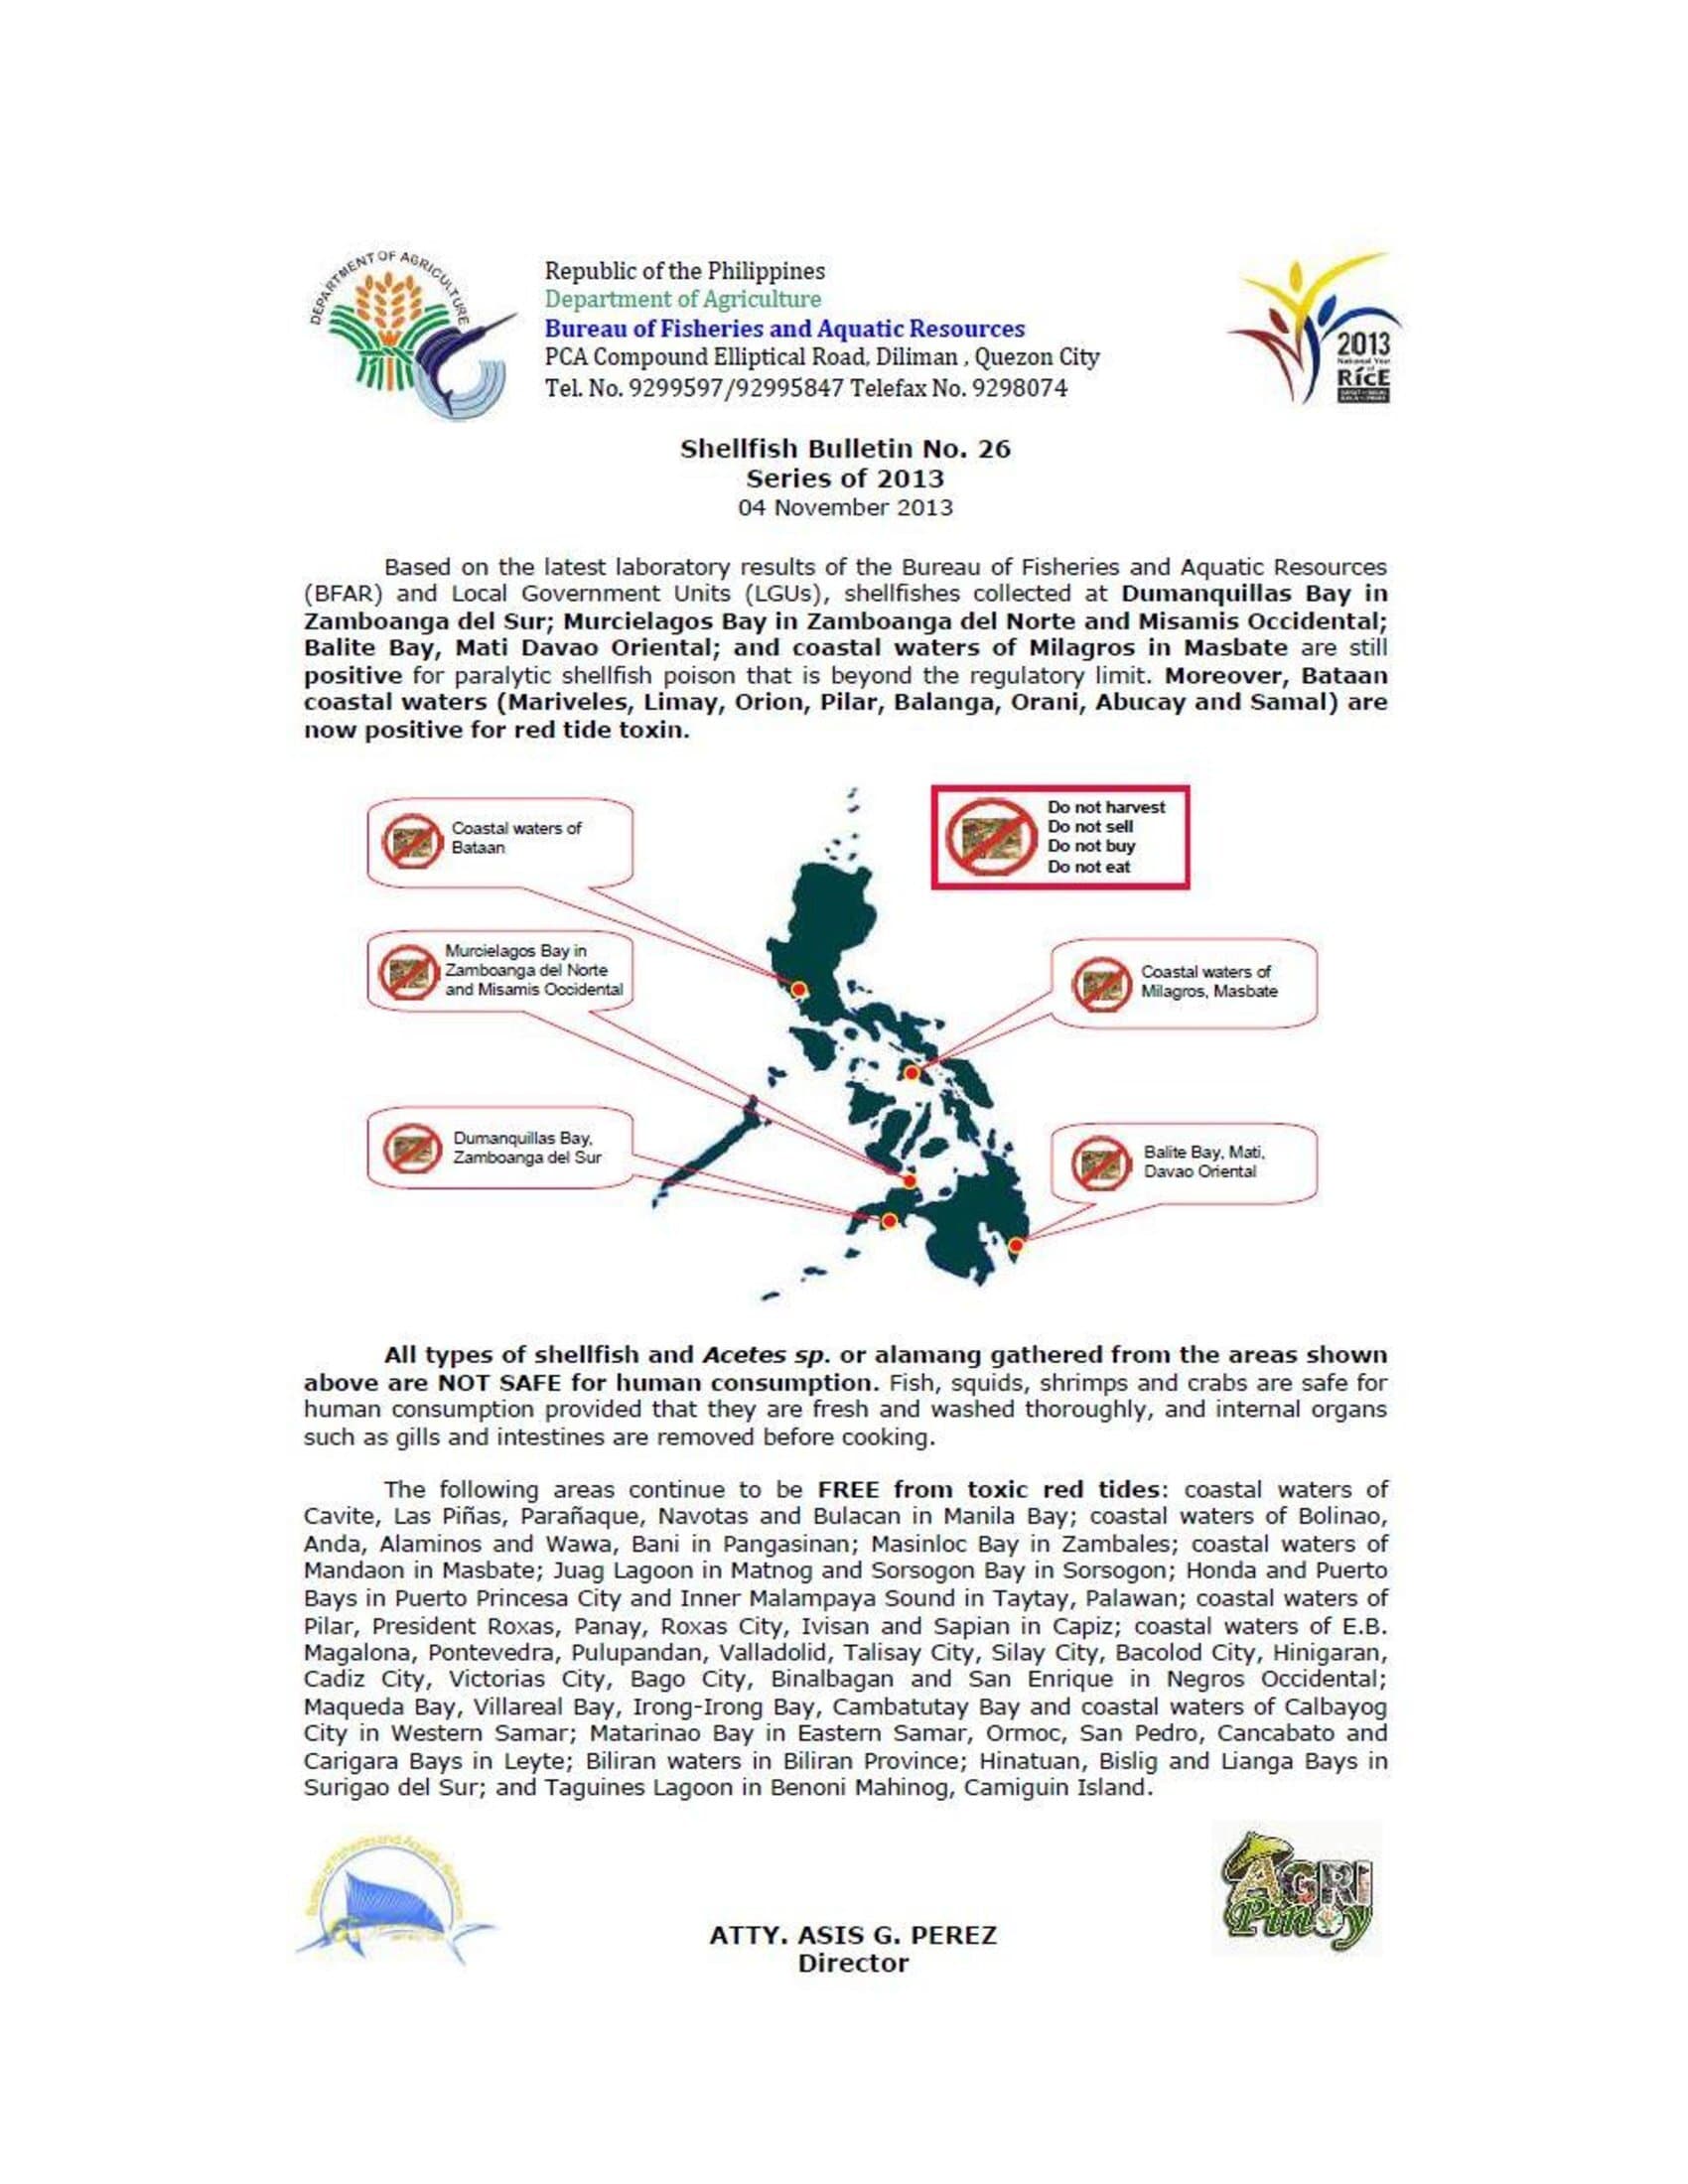 DEPARTMENT OF AGRICULTURE
Republic of the Philippines
Department of Agriculture
Bureau of Fisheries and Aquatic Resources
PCA Compound Elliptical Road, Diliman , Quezon City
Tel. No. 9299597/92995847 Telefax No. 9298074
2013
National Year
of
RíCE
Shellfish Bulletin No. 26
Series of 2013
04 November 2013
Based on the latest laboratory results of the Bureau of Fisheries and Aquatic Resources
(BFAR) and Local Government Units (LGUs), shellfishes collected at Dumanquillas Bay in
Zamboanga del Sur; Murcielagos Bay in Zamboanga del Norte and Misamis Occidental;
Balite Bay, Mati Davao Oriental; and coastal waters of Milagros in Masbate are still
positive for paralytic shellfish poison that is beyond the regulatory limit. Moreover, Bataan
coastal waters (Mariveles, Limay, Orion, Pilar, Balanga, Orani, Abucay and Samal) are
now positive for red tide toxin.
Coastal waters of
Bataan
Do not harvest
Do not sell
Do not buy
Do not eat
Murcielagos Bay in
Zamboanga del Norte
and Misamis Occidental
Coastal waters of
Milagros, Masbate
Dumanquillas Bay,
Zamboanga del Sur
Balite Bay, Mati,
Davao Oriental
All types of shellfish and Acetes sp. or alamang gathered from the areas shown
above are NOT SAFE for human consumption. Fish, squids, shrimps and crabs are safe for
human consumption provided that they are fresh and washed thoroughly, and internal organs
such as gills and intestines are removed before cooking.
The following areas continue to be FREE from toxic red tides: coastal waters of
Cavite, Las Piñas, Parañaque, Navotas and Bulacan in Manila Bay; coastal waters of Bolinao,
Anda, Alaminos and Wawa, Bani in Pangasinan; Masinloc Bay in Zambales; coastal waters of
Mandaon in Masbate; Juag Lagoon in Matnog and Sorsogon Bay in Sorsogon; Honda and Puerto
Bays in Puerto Princesa City and Inner Malampaya Sound in Taytay, Palawan; coastal waters of
Pilar, President Roxas, Panay, Roxas City, Ivisan and Sapian in Capiz; coastal waters of E.B.
Magalona, Pontevedra, Pulupandan, Valladolid, Talisay City, Silay City, Bacolod City, Hinigaran,
Cadiz City, Victorias City, Bago City, Binalbagan and San Enrique in Negros Occidental;
Maqueda Bay, Villareal Bay, Irong-Irong Bay, Cambatutay Bay and coastal waters of Calbayog
City in Western Samar; Matarinao Bay in Eastern Samar, Ormoc, San Pedro, Cancabato and
Carigara Bays in Leyte; Biliran waters in Biliran Province; Hinatuan, Bislig and Lianga Bays in
Surigao del Sur; and Taguines Lagoon in Benoni Mahinog, Camiguin Island.
Bureau of Fisheries and Aquatic Resources
AGRI
Pinoy
ATTY. ASIS G. PEREZ
Director